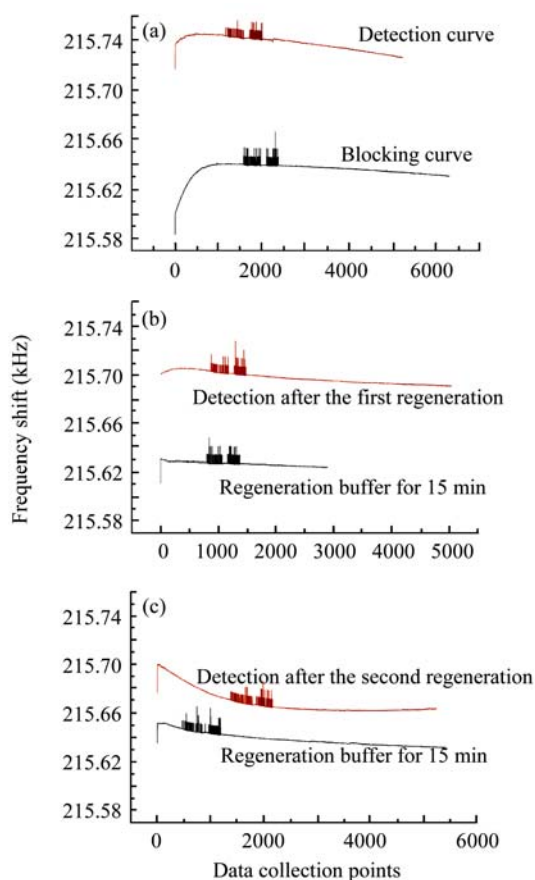 (a)
Detection curve
Blocking curve
215.74
215.70
215.66
215.62
215.58
0 2000 4000 6000
(b)
Detection after the first regeneration
Regeneration buffer for 15 min
215.74
215.70
215.66
215.62
215.58
0 1000 2000 3000 4000 5000
Frequency shift (kHz)
(c)
Detection after the second regeneration
Regeneration buffer for 15 min
215.74
215.70
215.66
215.62
215.58
0 2000 4000 6000
Data collection points